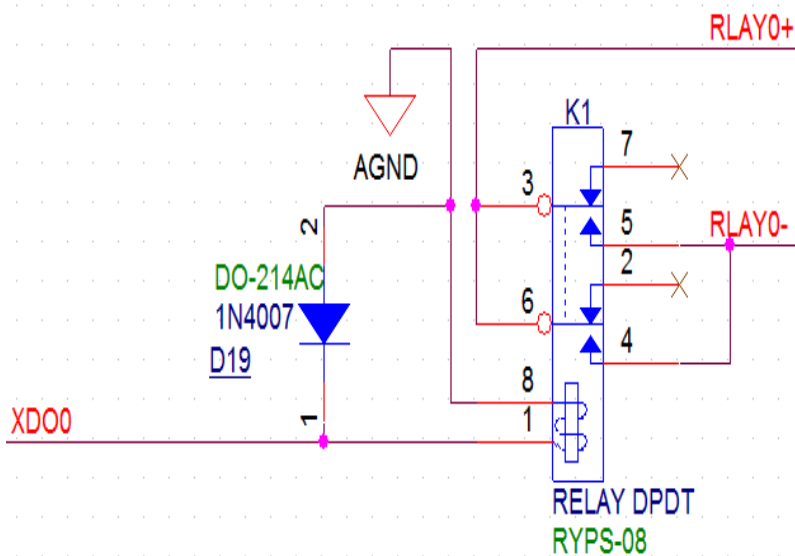 RLAY0+
K1
7
AGND
3
2
5
RLAY0-
DO-214AC
2
1N4007
6
D19
4
8
XDO0
1
1
RELAY DPDT
RYPS-08